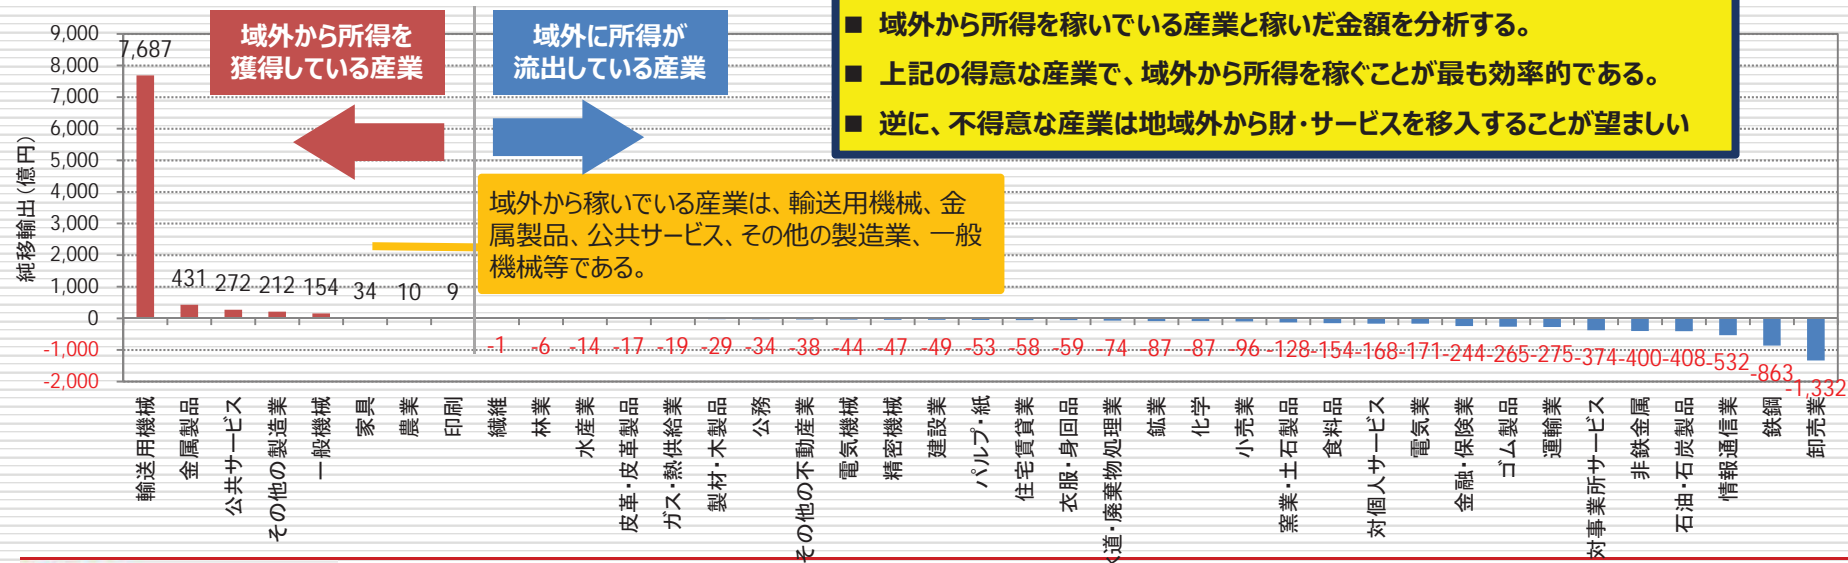 ■ 域外から所得を稼いでいる産業と稼いだ金額を分析する。
■ 上記の得意な産業で、域外から所得を稼ぐことが最も効率的である。
■ 逆に、不得意な産業は地域外から財・サービスを移入することが望ましい
域外から所得を
獲得している産業
域外に所得が
流出している産業
域外から稼いでいる産業は、輸送用機械、金
属製品、公共サービス、その他の製造業、一般
機械等である。
純移輸出（億円）
9,000
8,000
7,000
6,000
5,000
4,000
3,000
2,000
1,000
0
-1,000
-2,000
7,687
431
272
212
154
34
10
9
-1
-6
-14
-17
-19
-29
-34
-38
-44
-47
-49
-53
-58
-59
-74
-87
-87
-96
-128
-154
-168
-171
-244
-265
-275
-374
-400
-408
-532
-863
-1,332
輸送用機械
金属製品
公共サービス
その他の製造業
一般機械
家具
農業
印刷
繊維
林業
水産業
皮革・皮革製品
ガス・熱供給業
製材・木製品
公務
その他の不動産業
電気機械
精密機械
建設業
パルプ・紙
住宅賃貸業
衣服・身回品
道・廃棄物処理業
鉱業
化学
小売業
窯業・土石製品
食料品
対個人サービス
電気業
金融・保険業
ゴム製品
運輸業
対事業所サービス
非鉄金属
石油・石炭製品
情報通信業
鉄鋼
卸売業